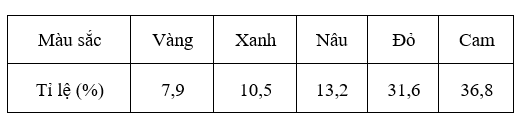 Màu sắc Vàng Xanh Nâu Đỏ Cam
Tỉ lệ (%) 7,9 10,5 13,2 31,6 36,8